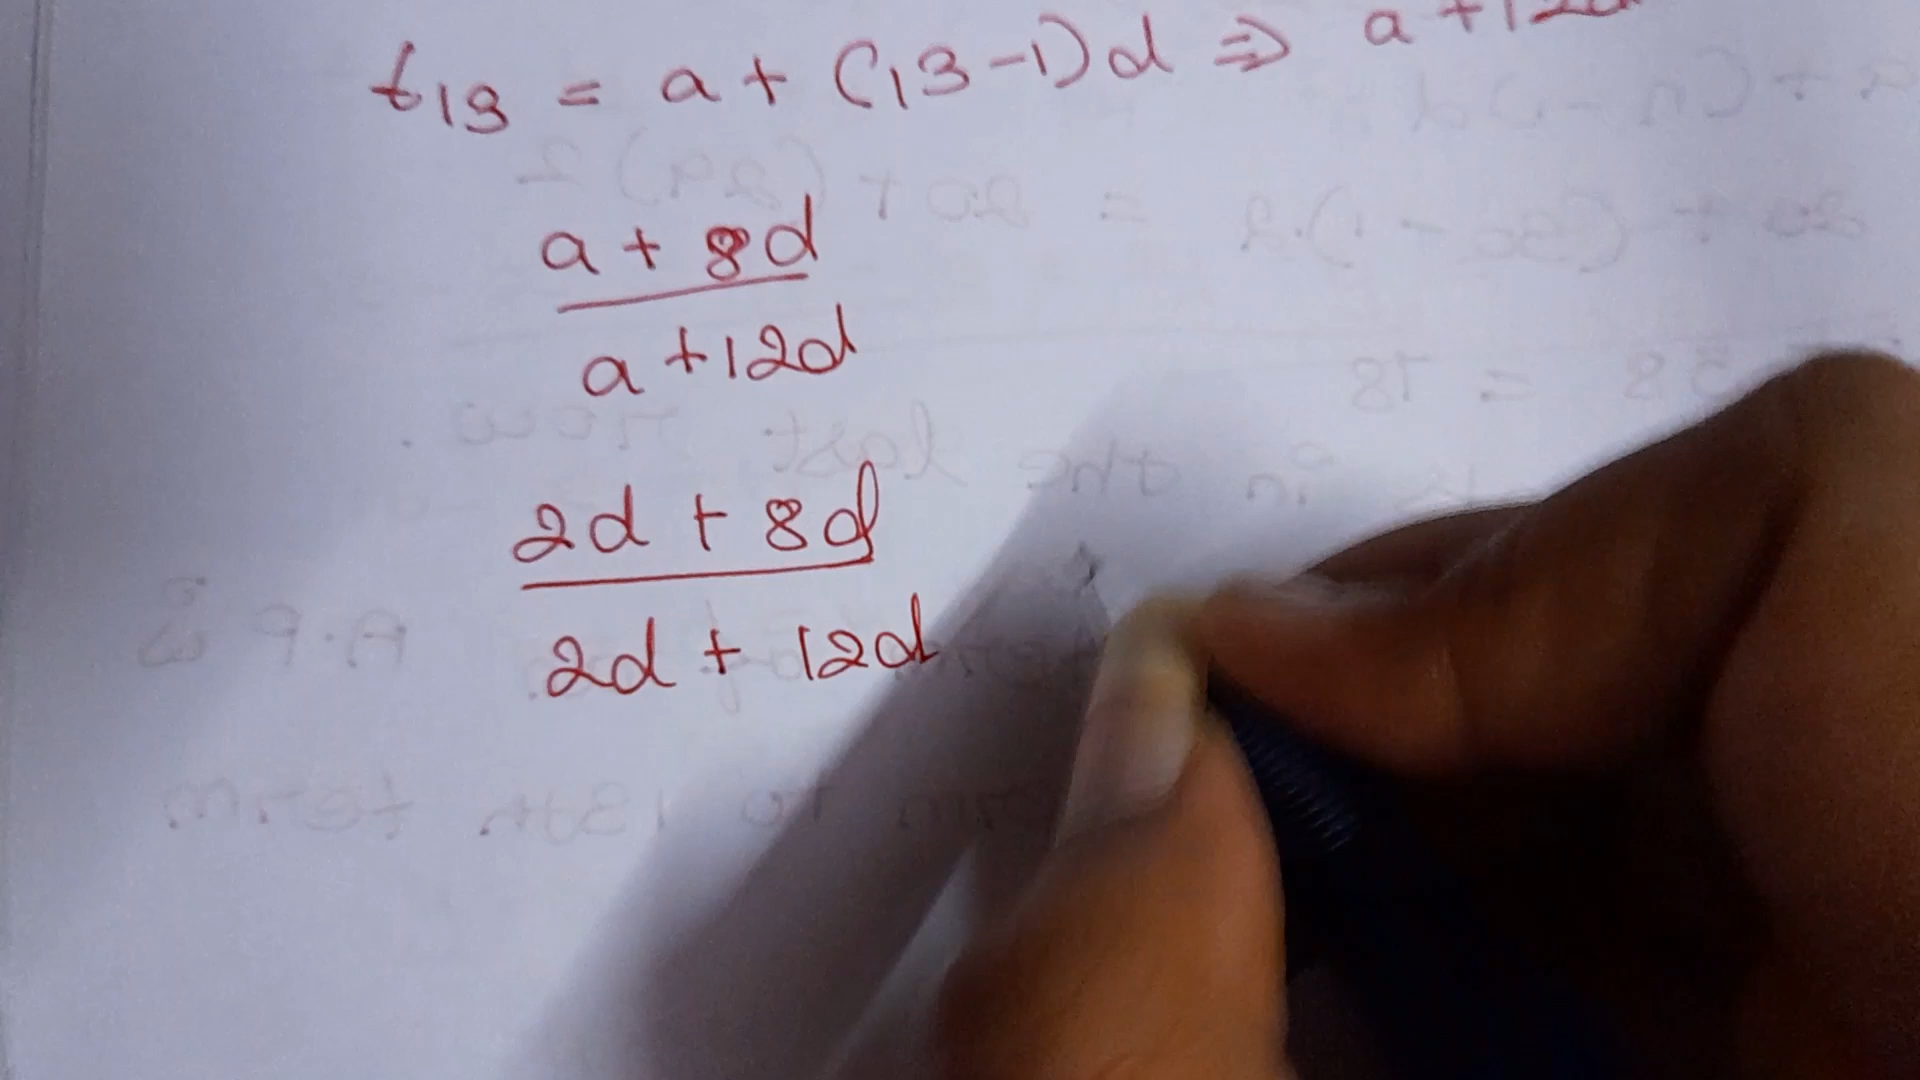 t13 = a + (13-1)d ⇒ a + 12d
a + 8d
a + 12d
2d + 8d
2d + 12d